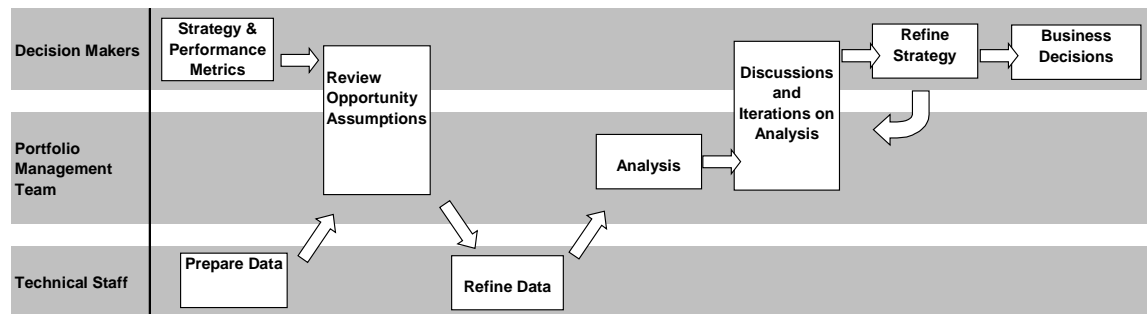 Decision Makers
Strategy &
Performance
Metrics
Review
Opportunity
Assumptions
Discussions
and
Iterations on
Analysis
Refine
Strategy
Business
Decisions
Portfolio
Management
Team
Analysis
Technical Staff
Prepare Data
Refine Data